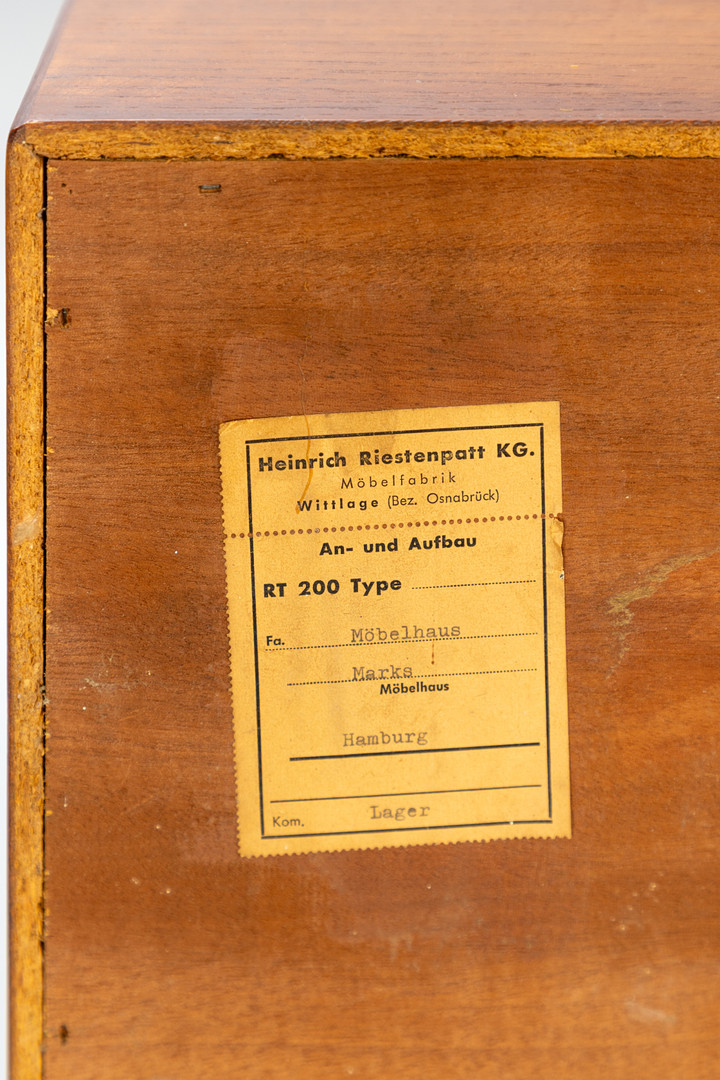 Heinrich Riestenpatt KG.
Möbelfabrik
Wittlage (Bez. Osnabrück)
An- und Aufbau
RT 200 Type
Fa. Möbelhaus
Marks
Möbelhaus
Hamburg
Kom. Lager